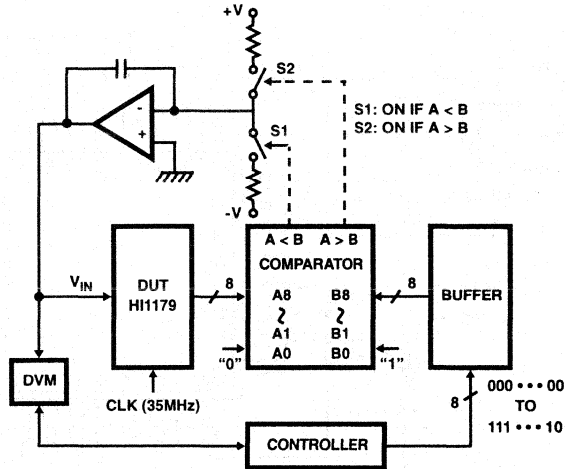 +V
S2
S1: ON IF A < B
S2: ON IF A > B
-
+
S1
-V
A < B A > B
COMPARATOR
DUT
HI1179
VIN
8
A8 B8
8
BUFFER
A1 B1
A0 B0
"0"
"1"
DVM
CLK (35MHz)
8
000 ••• 00
TO
111 ••• 10
CONTROLLER